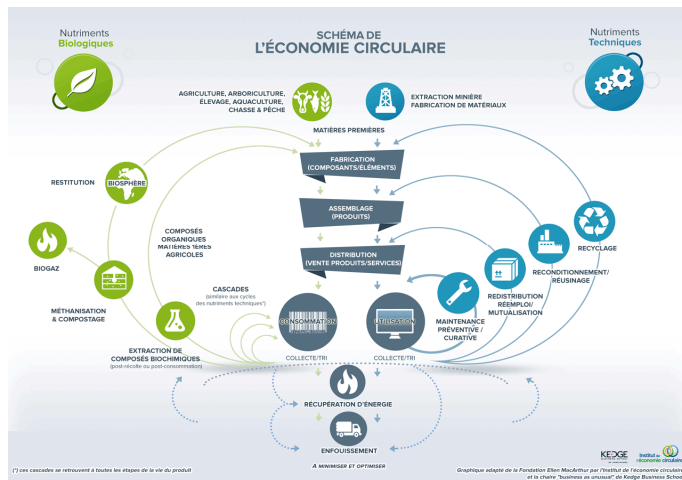 Nutriments
Biologiques
SCHÉMA DE
L'ÉCONOMIE CIRCULAIRE
Nutriments
Techniques
AGRICULTURE, ARBORICULTURE,
ÉLEVAGE, AQUACULTURE,
CHASSE & PÊCHE
EXTRACTION MINIÈRE
FABRICATION DE MATÉRIAUX
MATIÈRES PREMIÈRES
FABRICATION
(COMPOSANTS/ÉLÉMENTS)
RESTITUTION
BIOSPHÈRE
ASSEMBLAGE
(PRODUITS)
COMPOSÉS
ORGANIQUES
MATIÈRES 1ÈRES
AGRICOLES
RECYCLAGE
BIOGAZ
DISTRIBUTION
(VENTE PRODUITS/SERVICES)
RECONDITIONNEMENT/
RÉUSINAGE
CASCADES
(similaire aux cycles
des nutriments techniques*)
REDISTRIBUTION
RÉEMPLOI/
MUTUALISATION
MÉTHANISATION
& COMPOSTAGE
CONSOMMATION
UTILISATION
MAINTENANCE
PRÉVENTIVE /
CURATIVE
EXTRACTION DE
COMPOSÉS BIOCHIMIQUES
(post-récolte ou post-consommation)
COLLECTE/TRI
COLLECTE/TRI
RÉCUPÉRATION D'ÉNERGIE
ENFOUISSEMENT
A MINIMISER ET OPTIMISER
KEDGE
Institut de
l'économie circulaire
(*) ces cascades se retrouvent à toutes les étapes de la vie du produit
Graphique adapté de la Fondation Ellen MacArthur par l'Institut de l'économie circulaire
et la chaire "business as unusual" de Kedge Business School